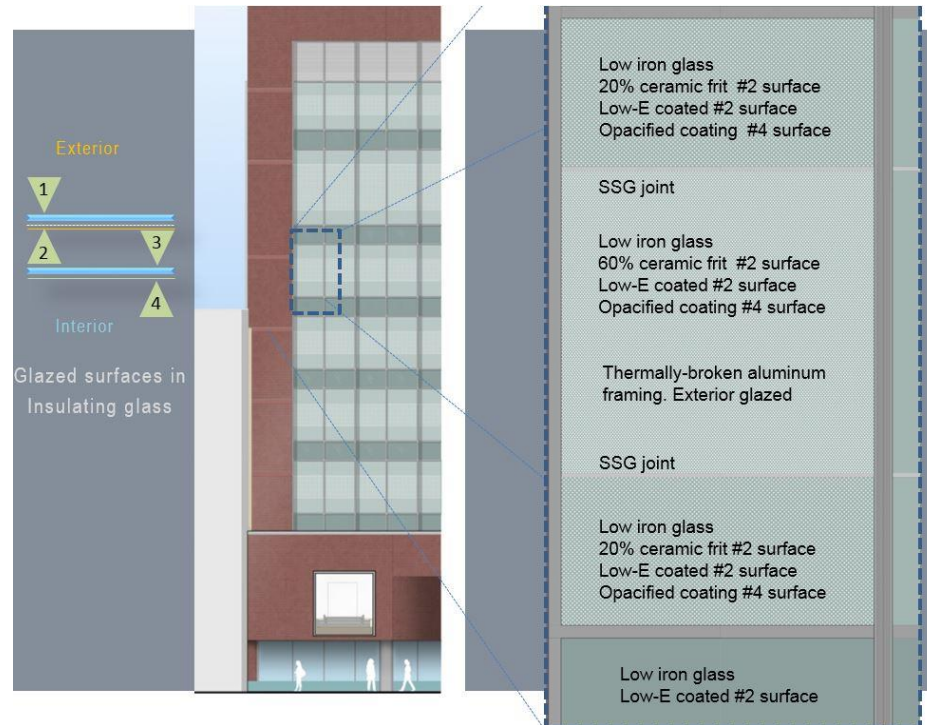 Exterior
1
2
3
4
Interior
Glazed surfaces in
Insulating glass
Low iron glass
20% ceramic frit #2 surface
Low-E coated #2 surface
Opacified coating #4 surface
SSG joint
Low iron glass
60% ceramic frit #2 surface
Low-E coated #2 surface
Opacified coating #4 surface
Thermally-broken aluminum
framing. Exterior glazed
SSG joint
Low iron glass
20% ceramic frit #2 surface
Low-E coated #2 surface
Opacified coating #4 surface
Low iron glass
Low-E coated #2 surface